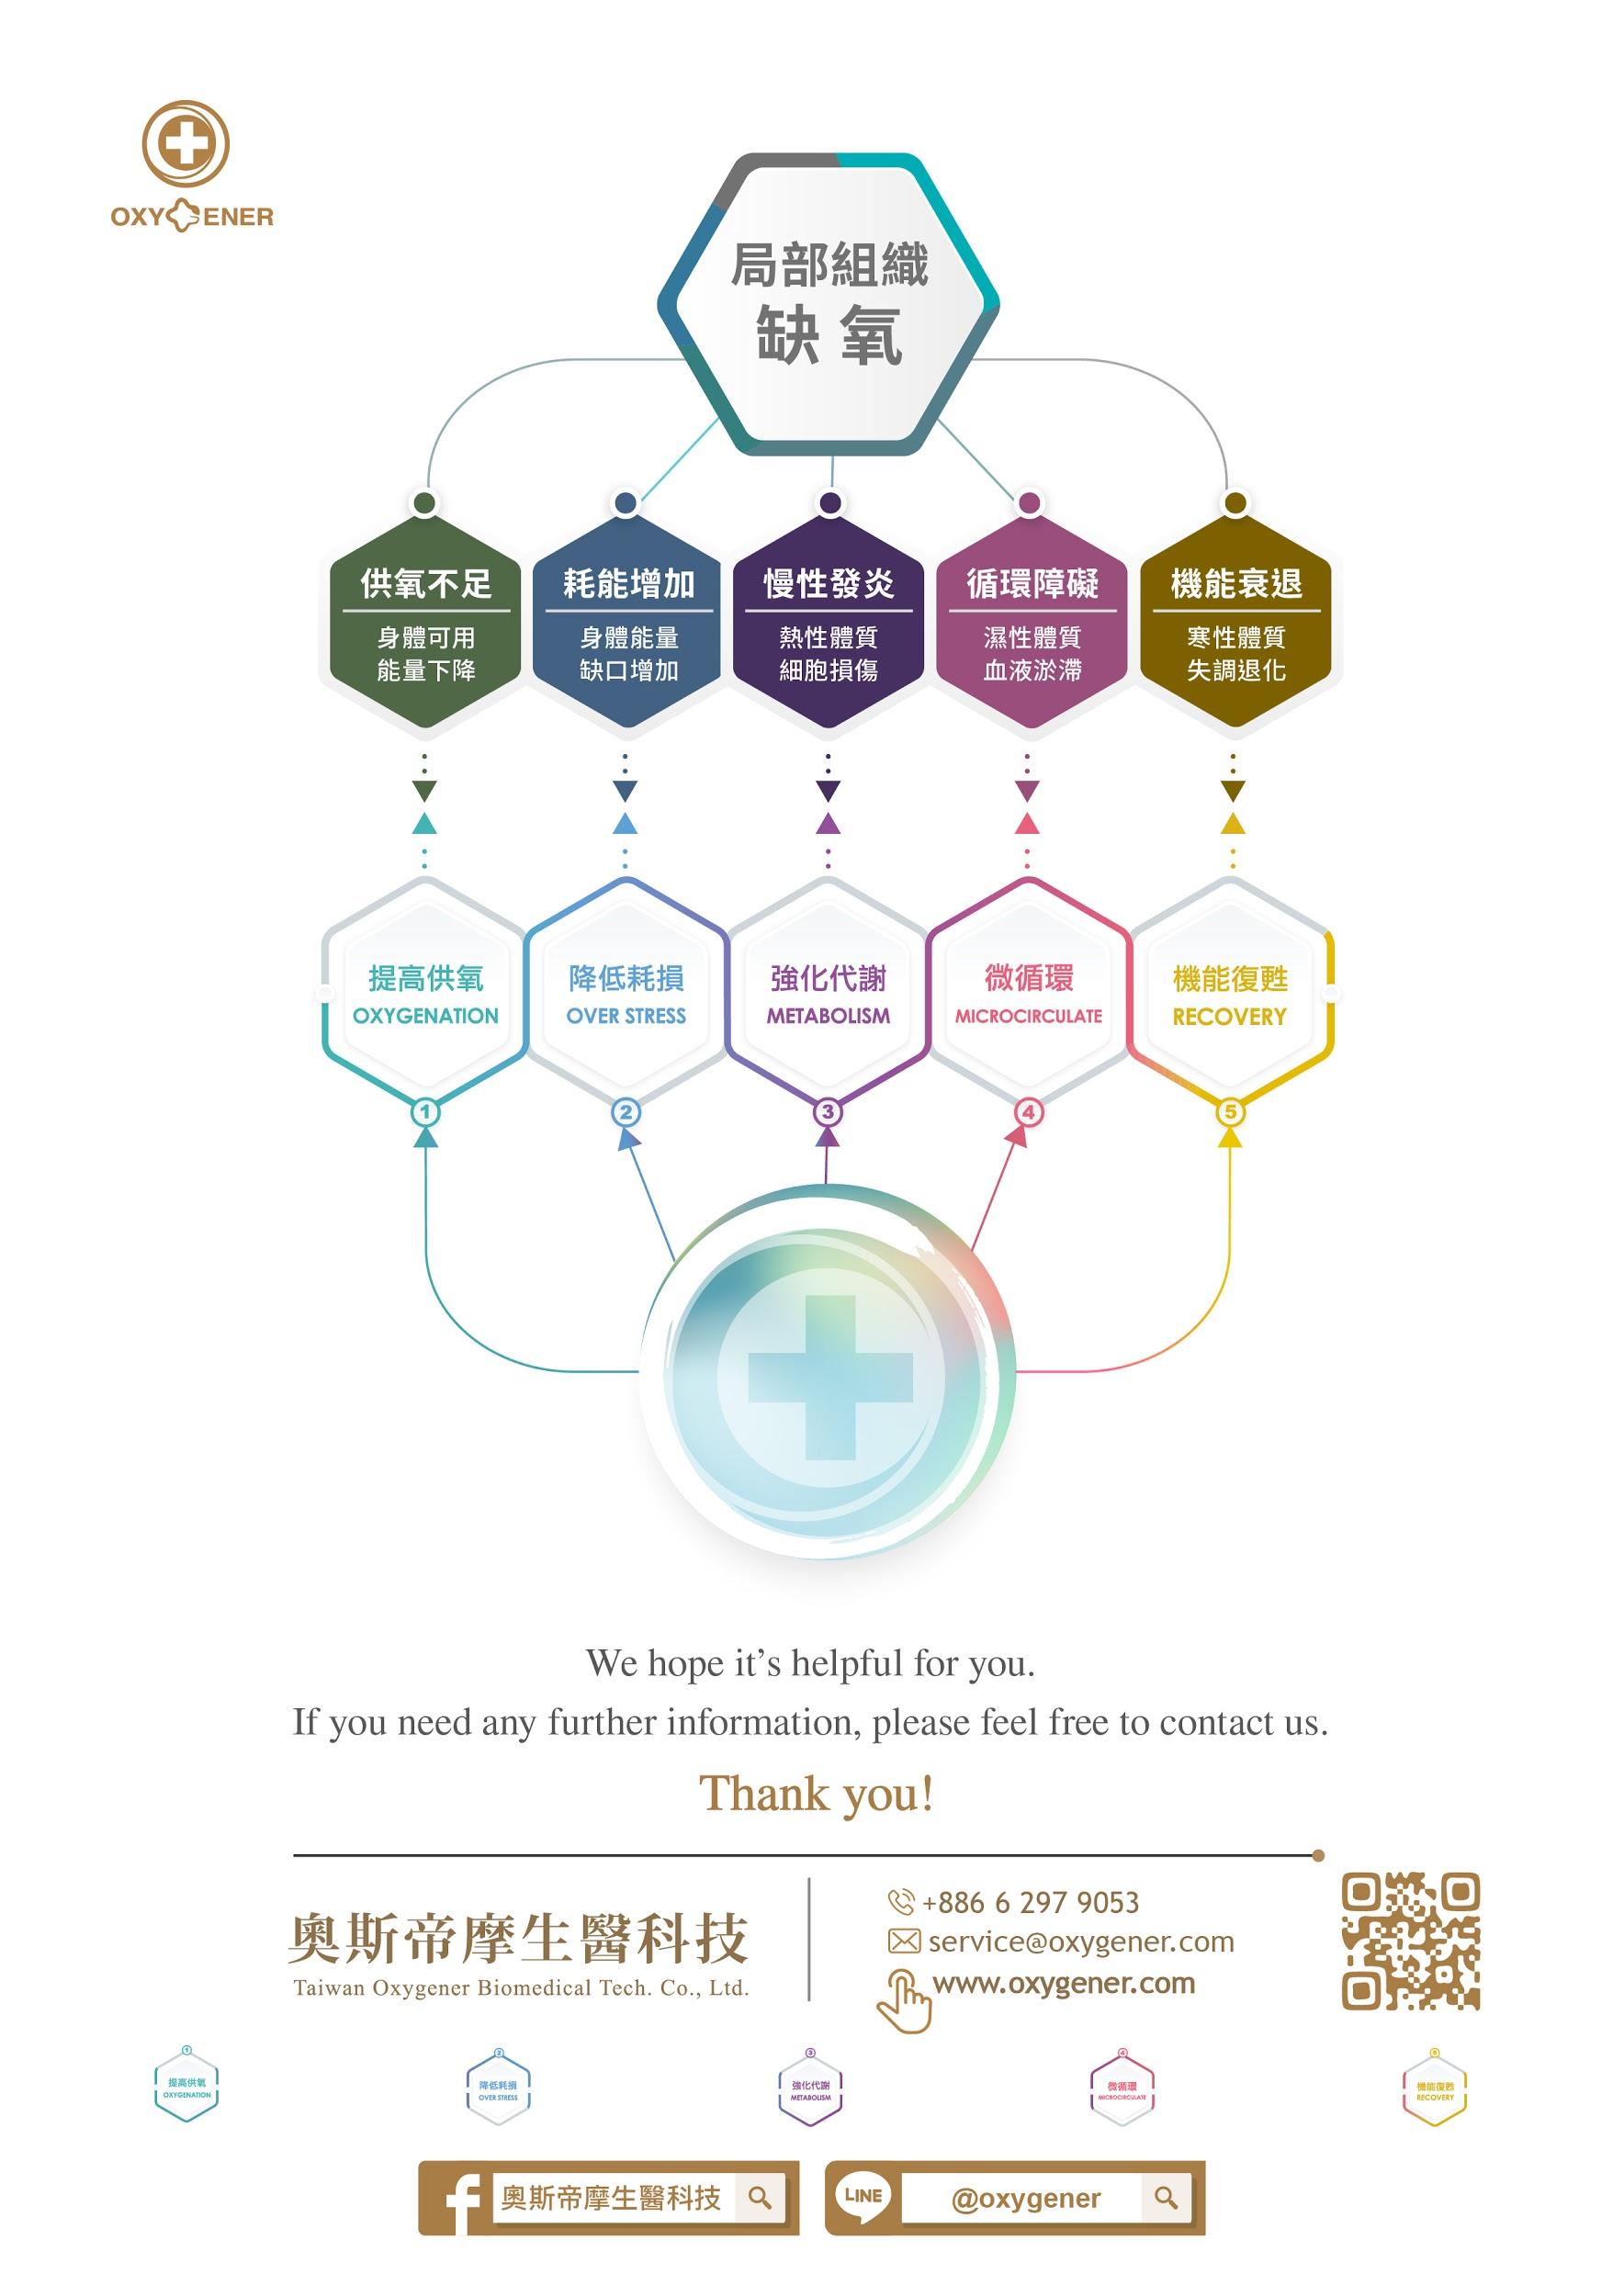 OXYGENER
局部組織
缺氧
供氧不足
身體可用
能量下降
耗能增加
身體能量
缺口增加
慢性發炎
熱性體質
細胞損傷
循環障礙
濕性體質
血液淤滯
機能衰退
寒性體質
失調退化
提高供氧
OXYGENATION
1
降低耗損
OVER STRESS
2
強化代謝
METABOLISM
3
微循環
MICROCIRCULATE
4
機能復甦
RECOVERY
5
We hope it’s helpful for you.
If you need any further information, please feel free to contact us.
Thank you!
奧斯帝摩生醫科技
Taiwan Oxygener Biomedical Tech. Co., Ltd.
+886 6 297 9053
service@oxygener.com
www.oxygener.com
1
提高供氧
OXYGENATION
2
降低耗損
OVER STRESS
3
強化代謝
METABOLISM
4
微循環
MICROCIRCULATE
5
機能復甦
RECOVERY
f 奧斯帝摩生醫科技
LINE @oxygener